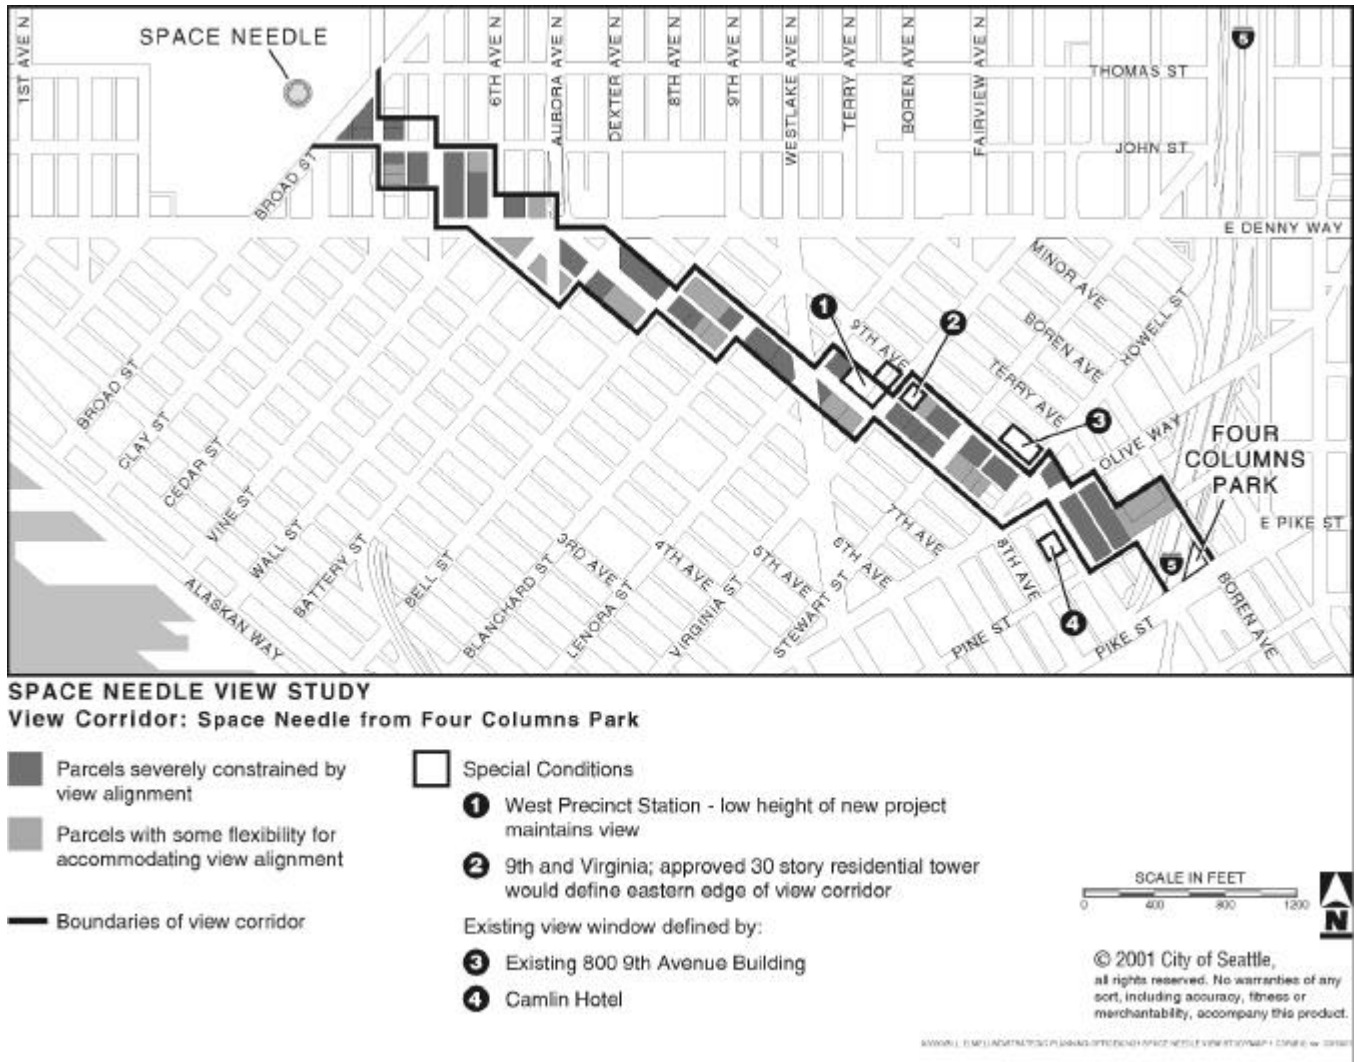 SPACE NEEDLE
1ST AVE N
6TH AVE N
AURORA AVE N
DEXTER AVE N
8TH AVE N
9TH AVE N
WESTLAKE AVE N
TERRY AVE N
BOREN AVE N
FAIRVIEW AVE N
5
THOMAS ST
JOHN ST
BROAD ST
E DENNY WAY
MINOR AVE
BOREN AVE
HOWELL ST
1
9TH AVE
2
TERRY AVE
3
OLIVE WAY
FOUR
COLUMNS
PARK
E PIKE ST
BROAD ST
CLAY ST
CEDAR ST
VINE ST
WALL ST
BATTERY ST
BELL ST
BLANCHARD ST
LENORA ST
VIRGINIA ST
STEWART ST
3RD AVE
4TH AVE
5TH AVE
6TH AVE
7TH AVE
8TH AVE
5
BOREN AVE
4
PINE ST
PIKE ST
ALASKAN WAY
SPACE NEEDLE VIEW STUDY
View Corridor: Space Needle from Four Columns Park
Parcels severely constrained by
view alignment
Parcels with some flexibility for
accommodating view alignment
Boundaries of view corridor
Special Conditions
1 West Precinct Station - low height of new project
maintains view
2 9th and Virginia; approved 30 story residential tower
would define eastern edge of view corridor
Existing view window defined by:
3 Existing 800 9th Avenue Building
4 Camlin Hotel
SCALE IN FEET
0 400 800 1200
N
© 2001 City of Seattle,
all rights reserved. No warranties of any
sort, including accuracy, fitness or
merchantability, accompany this product.